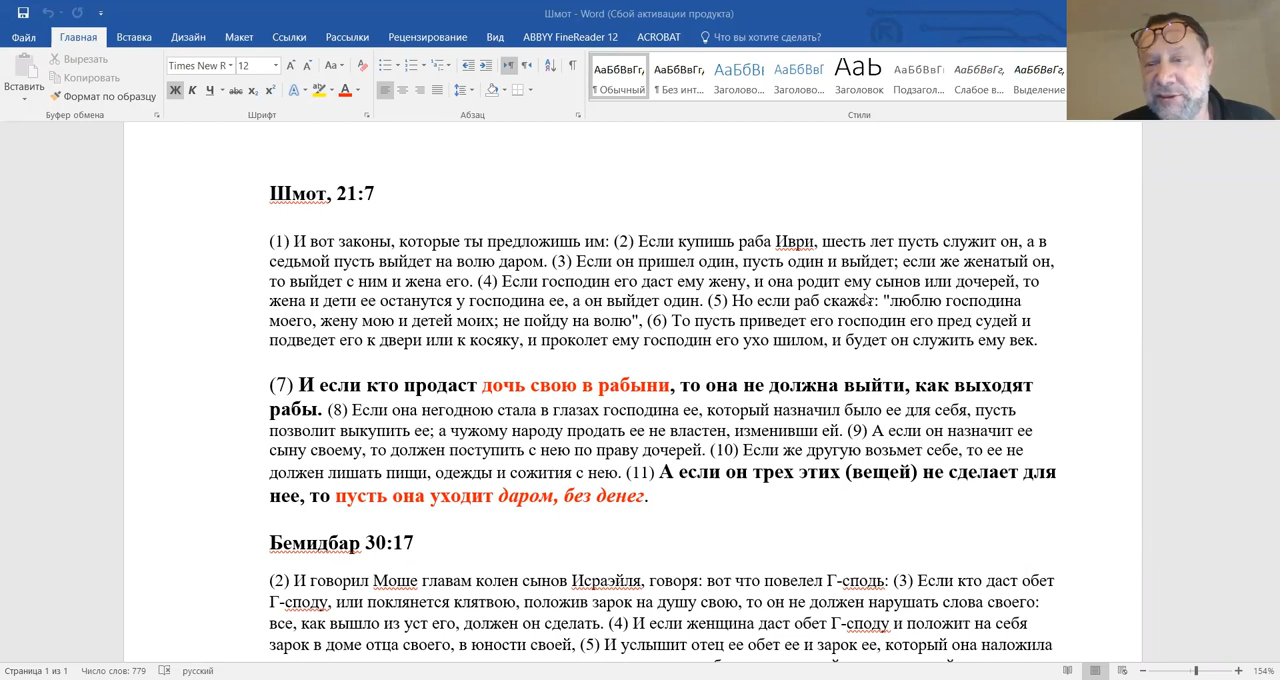 Шмот - Word (Сбой активации продукта)
Файл Главная Вставка Дизайн Макет Ссылки Рассылки Рецензирование Вид ABBYY FineReader 12 ACROBAT Что вы хотите сделать?
Вставить
Вырезать
Копировать
Формат по образцу
Буфер обмена
Times New R 12
Ж К Ч abc X₂ X²
Шрифт
Абзац
АаБбВвГг, АаБбВвГг, АаБбВв АаБбВвГ АаБ АаБбВвГг АаБбВвГг, АаБбВвГг,
¶ Обычный ¶ Без инт... Заголово... Заголово... Заголовок Подзагол... Слабое в... Выделение
Стили
Шмот, 21:7
(1) И вот законы, которые ты предложишь им: (2) Если купишь раба Иври, шесть лет пусть служит он, а в
седьмой пусть выйдет на волю даром. (3) Если он пришел один, пусть один и выйдет; если же женатый он,
то выйдет с ним и жена его. (4) Если господин его даст ему жену, и она родит ему сынов или дочерей, то
жена и дети ее останутся у господина ее, а он выйдет один. (5) Но если раб скажет: "люблю господина
моего, жену мою и детей моих; не пойду на волю", (6) То пусть приведет его господин его пред судей и
подведет его к двери или к косяку, и проколет ему господин его ухо шилом, и будет он служить ему век.
(7) И если кто продаст дочь свою в рабыни, то она не должна выйти, как выходят
рабы. (8) Если она негодною стала в глазах господина ее, который назначил было ее для себя, пусть
позволит выкупить ее; а чужому народу продать ее не властен, изменивши ей. (9) А если он назначит ее
сыну своему, то должен поступить с нею по праву дочерей. (10) Если же другую возьмет себе, то ее не
должен лишать пищи, одежды и сожития с нею. (11) А если он трех этих (вещей) не сделает для
нее, то пусть она уходит даром, без денег.
Бемидбар 30:17
(2) И говорил Моше главам колен сынов Исраэйля, говоря: вот что повелел Г-сподь: (3) Если кто даст обет
Г-споду, или поклянется клятвою, положив зарок на душу свою, то он не должен нарушать слова своего:
все, как вышло из уст его, должен он сделать. (4) И если женщина даст обет Г-споду и положит на себя
зарок в доме отца своего, в юности своей, (5) И услышит отец ее обет ее и зарок ее, который она наложила
Страница 1 из 1 Число слов: 779 русский 154%